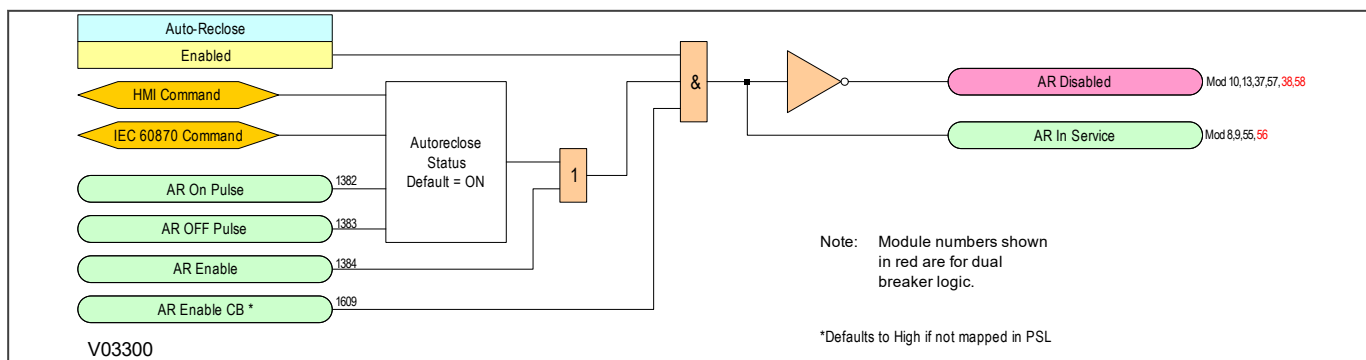 Auto-Reclose
Enabled
HMI Command
IEC 60870 Command
AR On Pulse
1382
AR OFF Pulse
1383
AR Enable
1384
AR Enable CB *
1609
Autoreclose
Status
Default = ON
1
&
AR Disabled
Mod 10,13,37,57,38,58
AR In Service
Mod 8,9,55,56
Note: Module numbers shown
in red are for dual
breaker logic.
*Defaults to High if not mapped in PSL
V03300